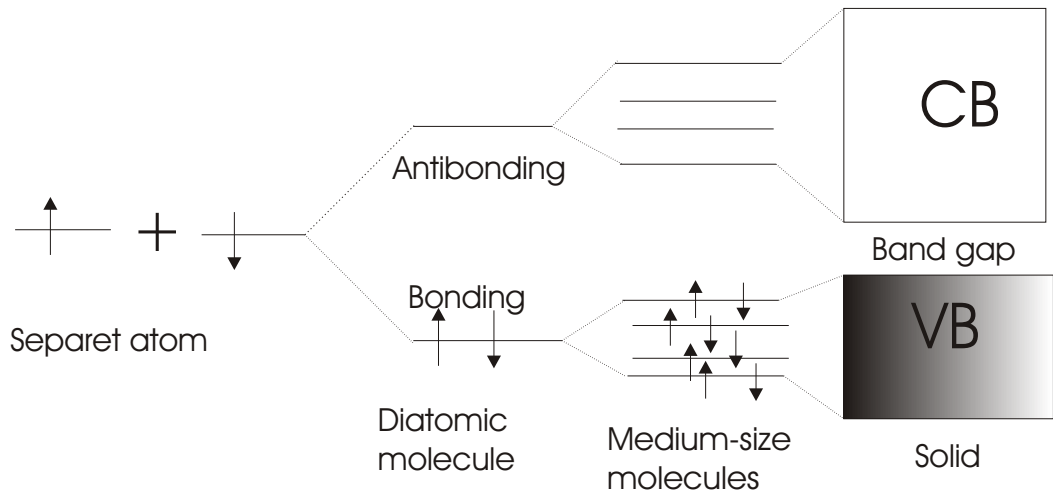 CB
Antibonding
+
Band gap
Bonding
VB
Separet atom
Diatomic
molecule
Medium-size
molecules
Solid